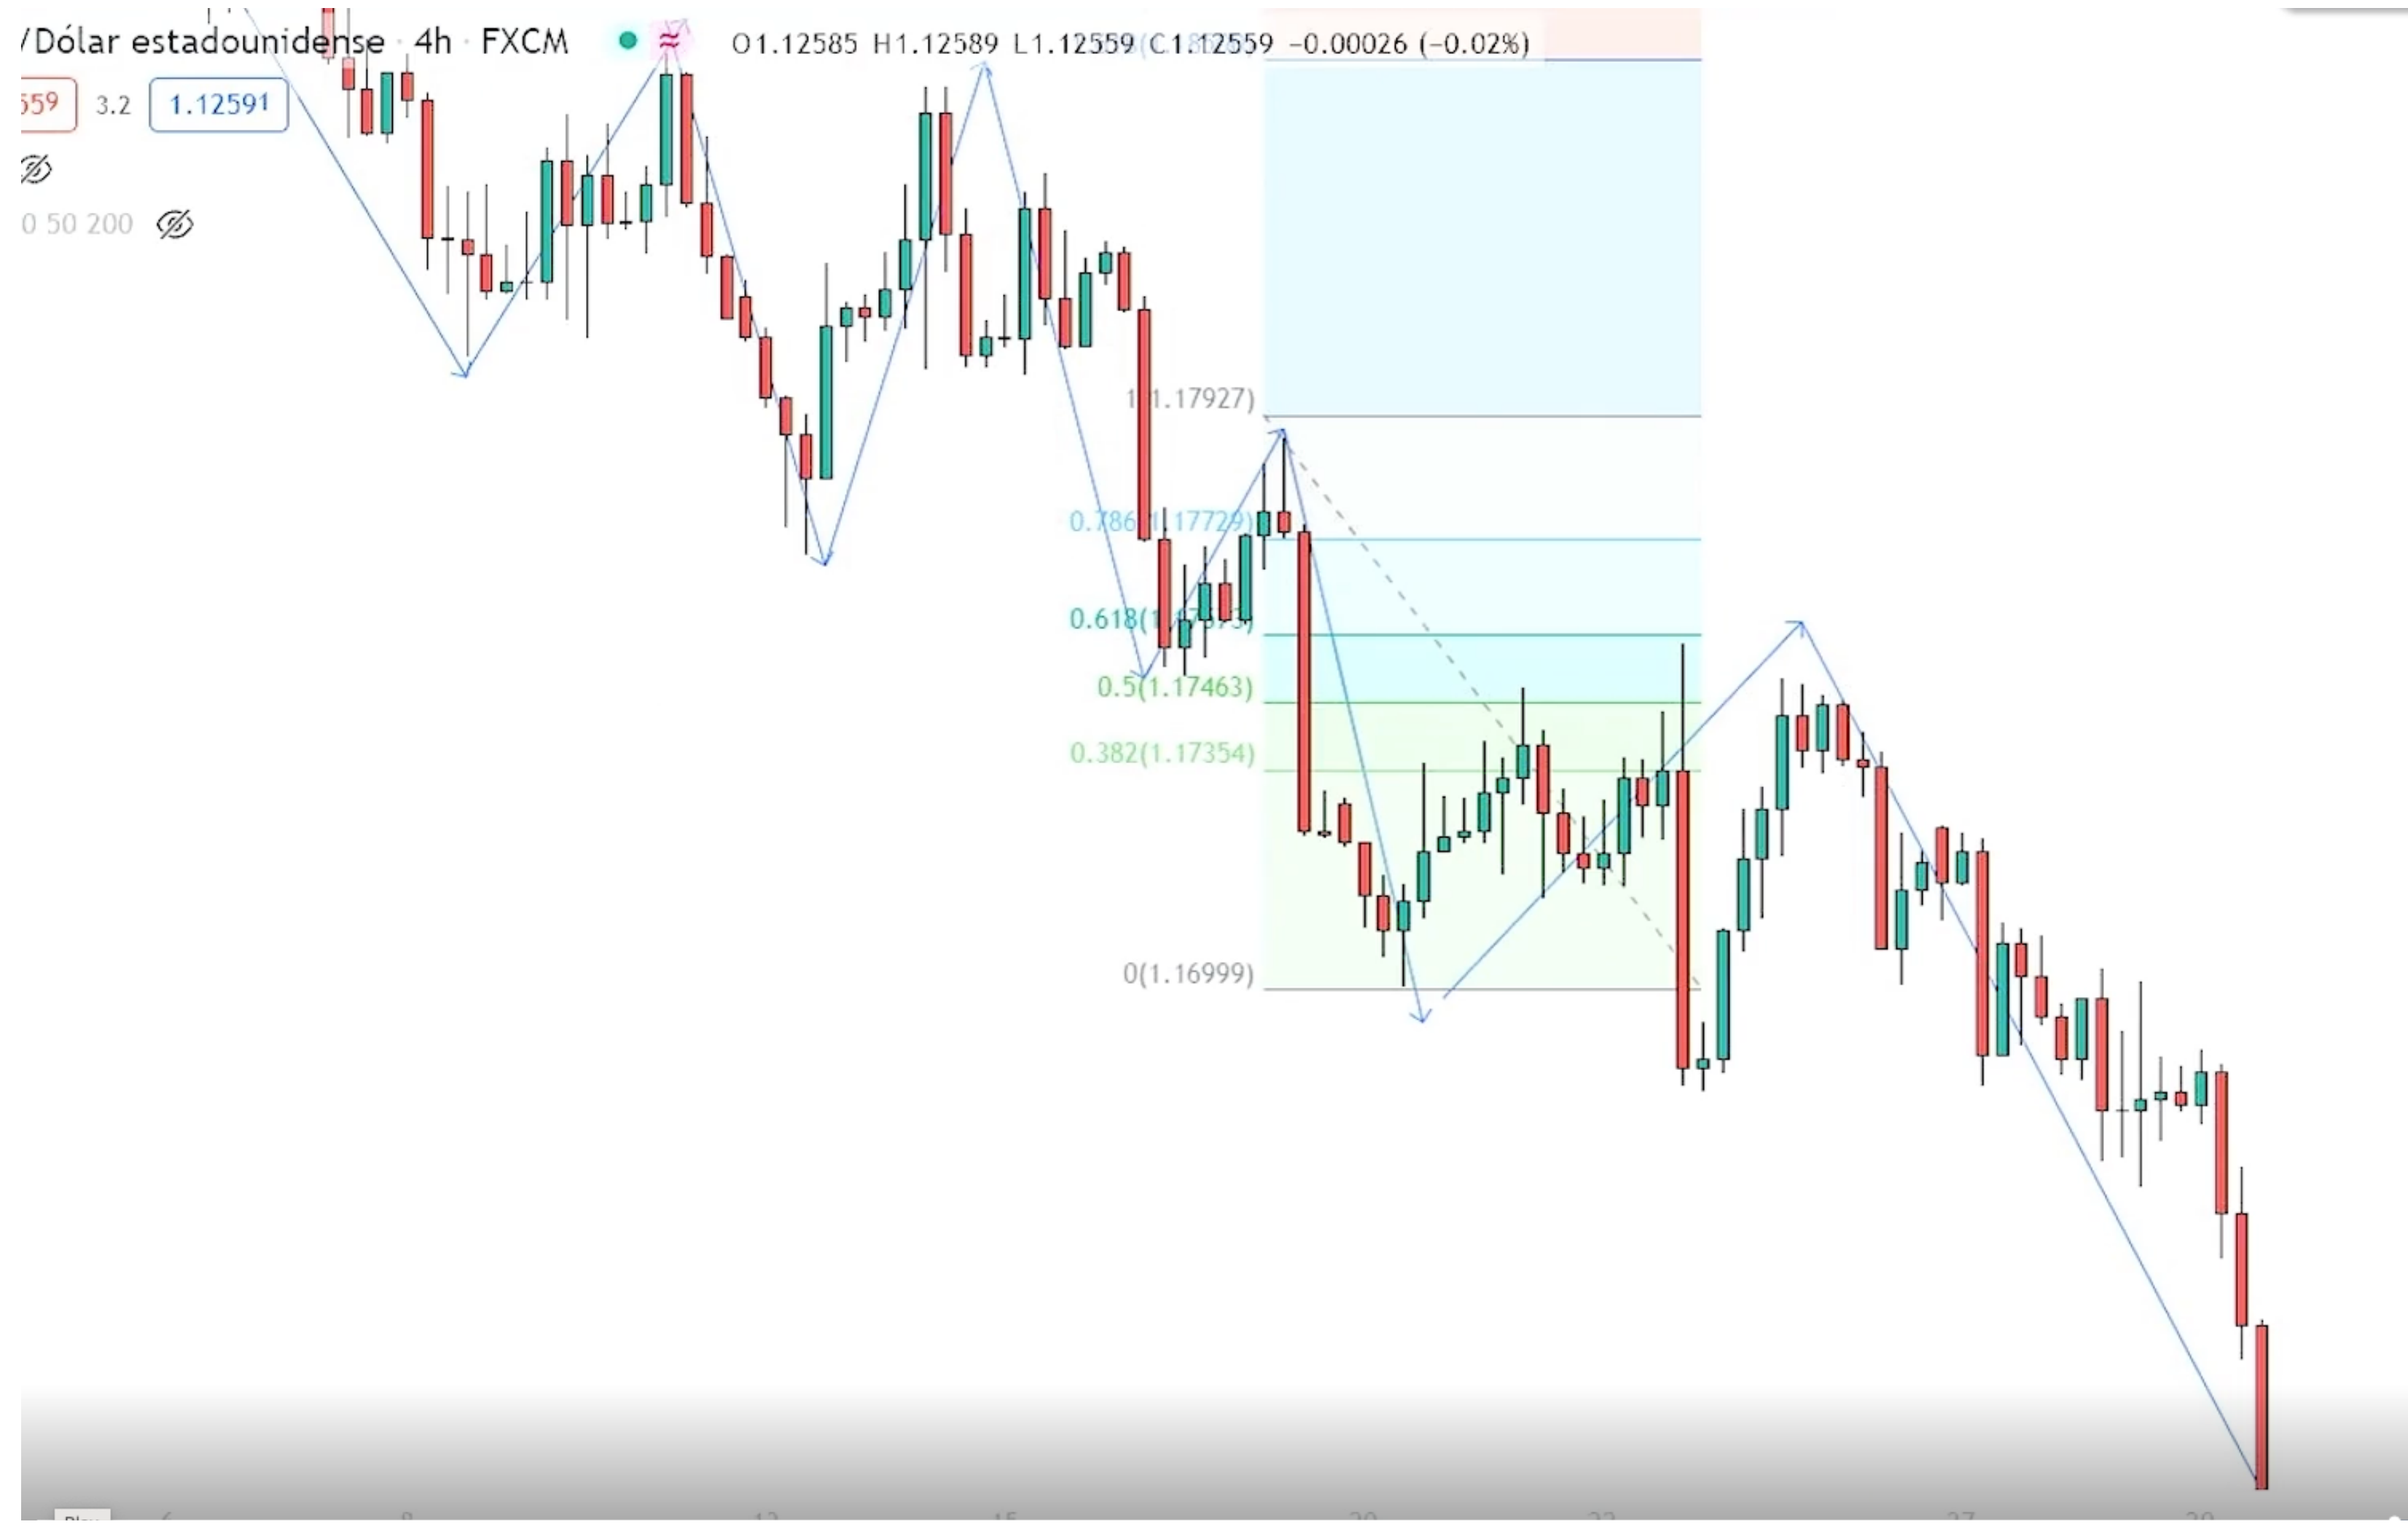 /Dólar estadounidense · 4h · FXCM ≈ O1.12585 H1.12589 L1.12559 C1.12559 −0.00026 (−0.02%)
559 3.2 1.12591
0 50 200
1(1.17927)
0.786(1.17729)
0.618(1.17573)
0.5(1.17463)
0.382(1.17354)
0(1.16999)